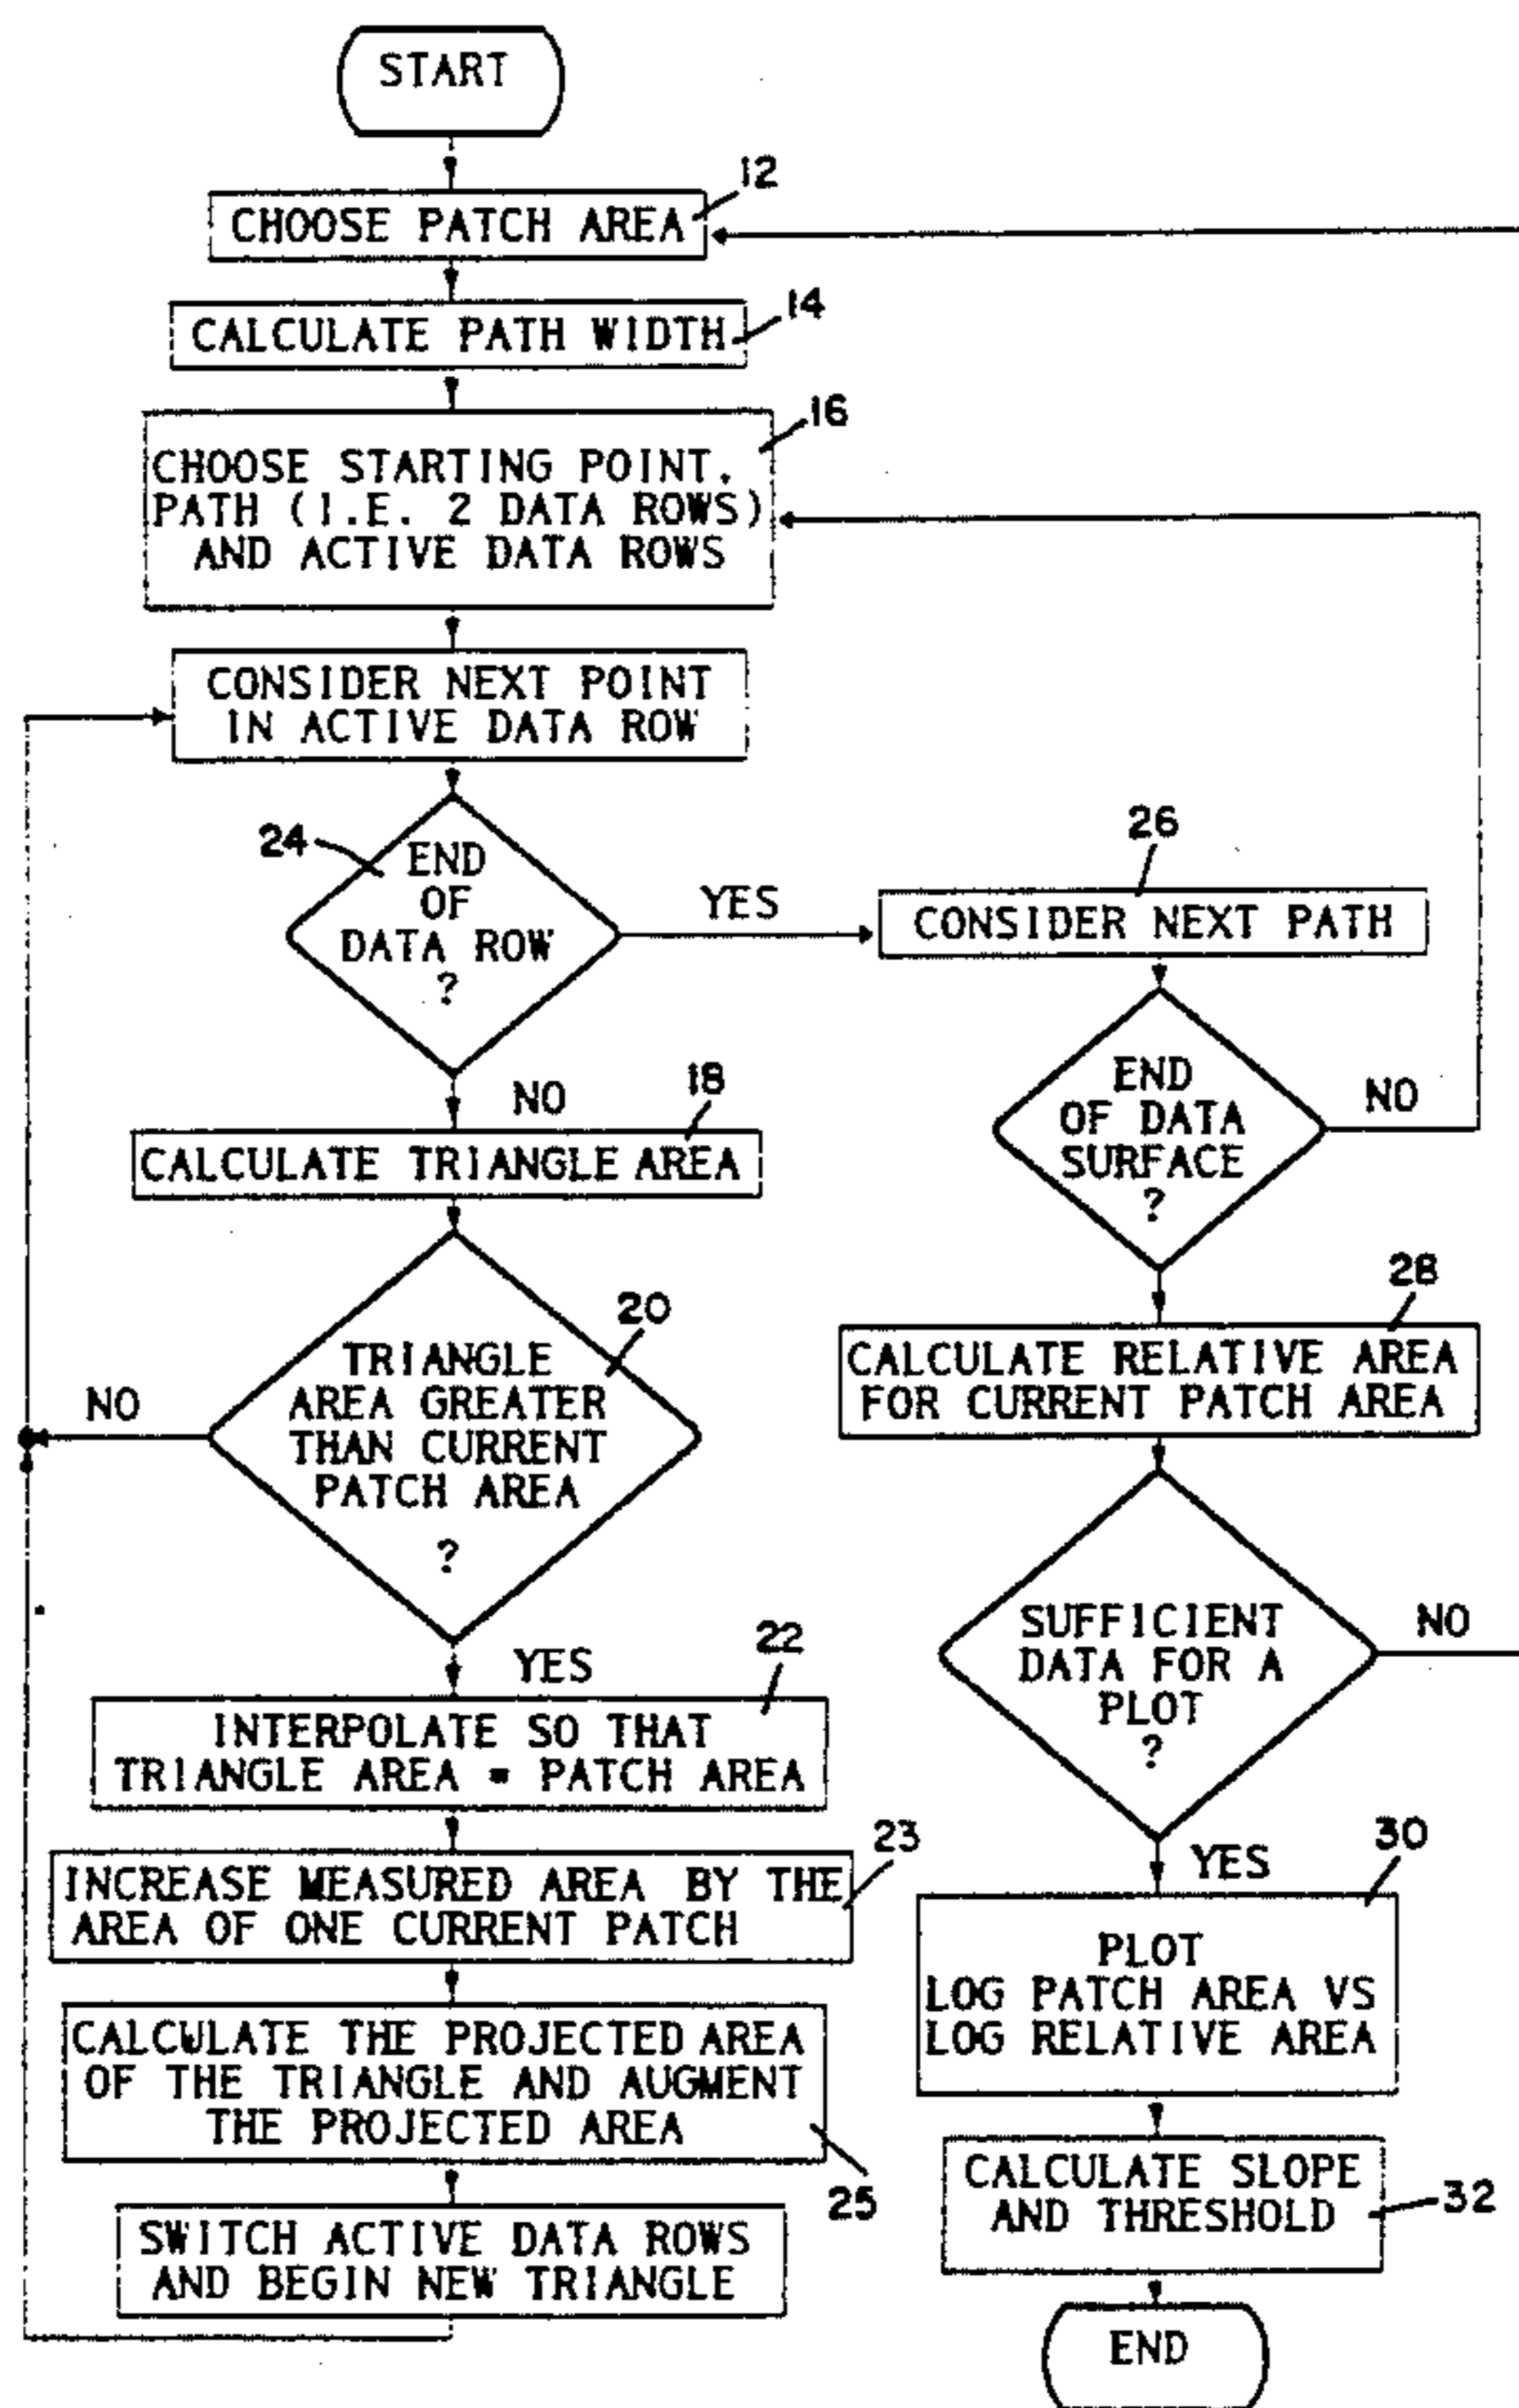 START
12
CHOOSE PATCH AREA
14
CALCULATE PATH WIDTH
16
CHOOSE STARTING POINT,
PATH (I.E. 2 DATA ROWS)
AND ACTIVE DATA ROWS
CONSIDER NEXT POINT
IN ACTIVE DATA ROW
24
END
OF
DATA ROW
?
YES
26
CONSIDER NEXT PATH
NO
END
OF DATA
SURFACE
?
NO
18
CALCULATE TRIANGLE AREA
20
TRIANGLE
AREA GREATER
THAN CURRENT
PATCH AREA
?
NO
28
CALCULATE RELATIVE AREA
FOR CURRENT PATCH AREA
YES
22
INTERPOLATE SO THAT
TRIANGLE AREA = PATCH AREA
SUFFICIENT
DATA FOR A
PLOT
?
NO
23
INCREASE MEASURED AREA BY THE
AREA OF ONE CURRENT PATCH
YES
30
PLOT
LOG PATCH AREA VS
LOG RELATIVE AREA
CALCULATE THE PROJECTED AREA
OF THE TRIANGLE AND AUGMENT
THE PROJECTED AREA
25
CALCULATE SLOPE
AND THRESHOLD
32
SWITCH ACTIVE DATA ROWS
AND BEGIN NEW TRIANGLE
END